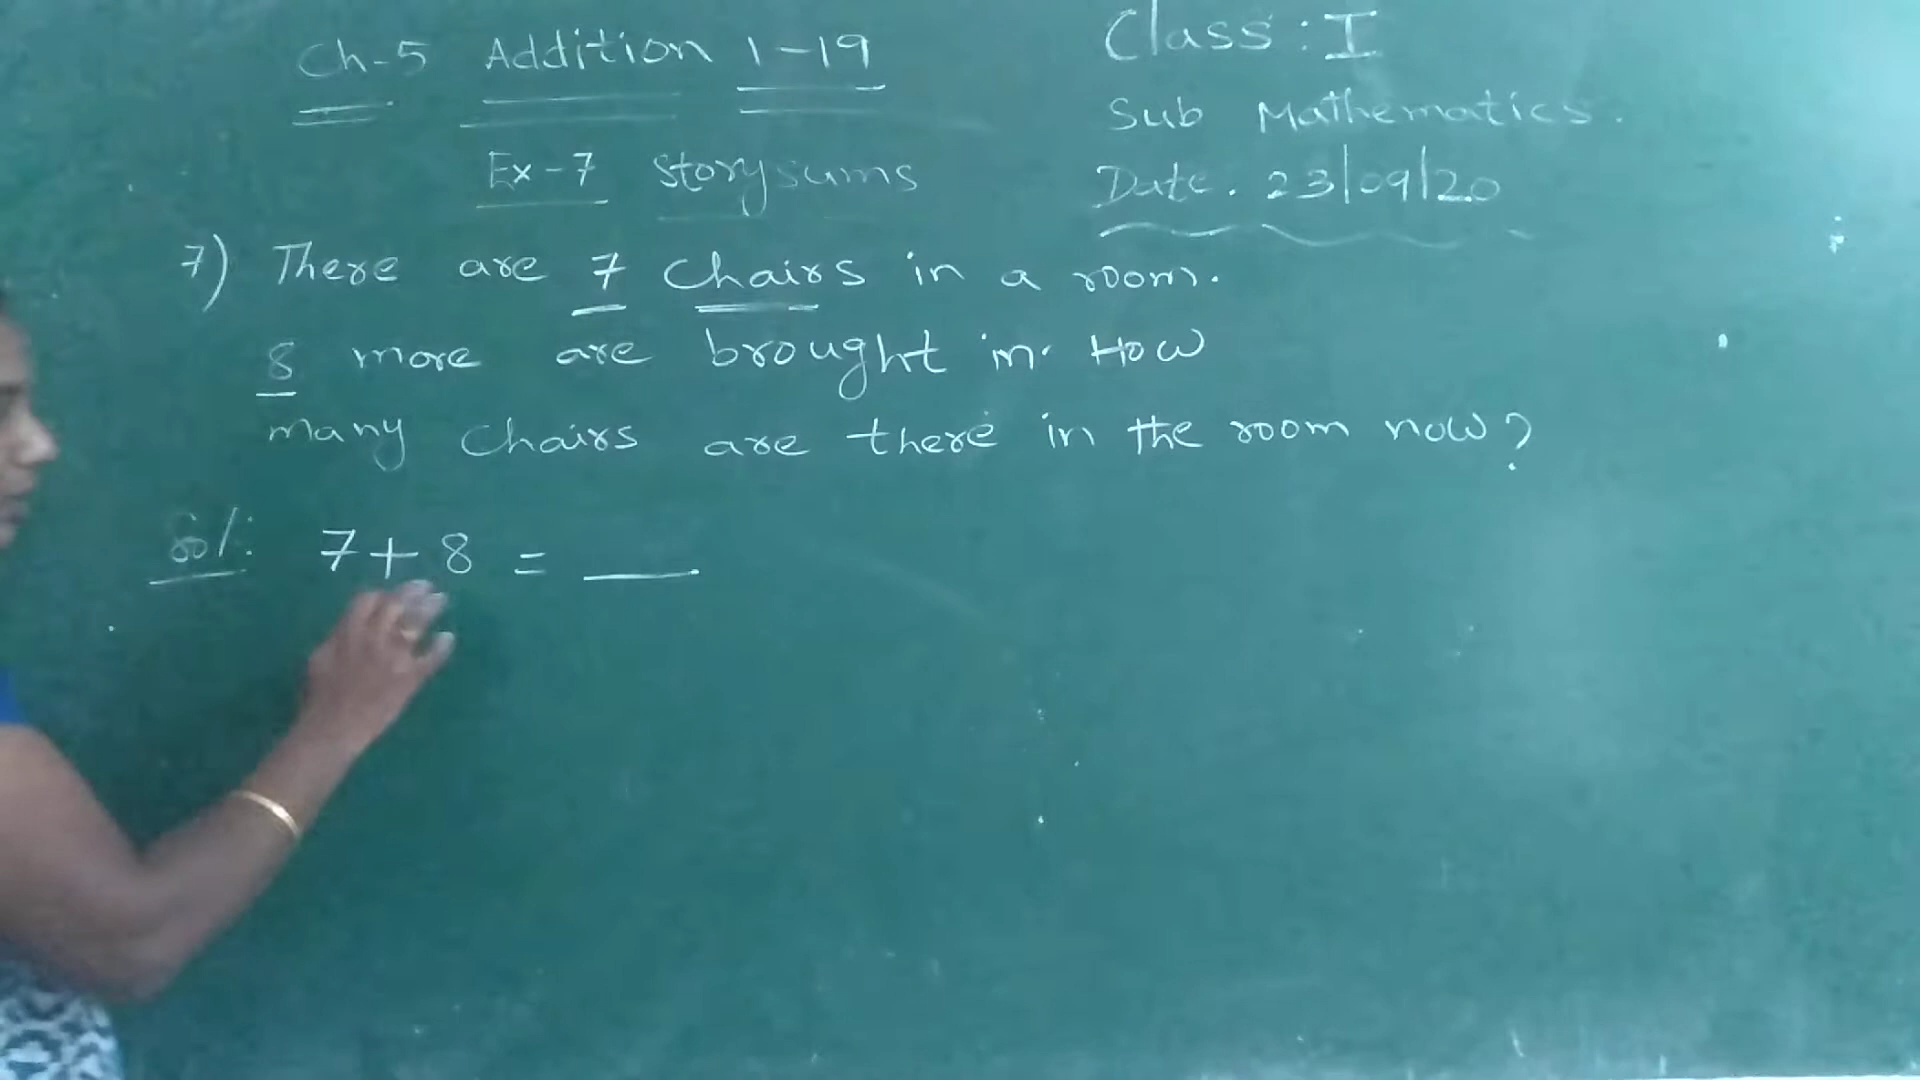 Ch-5 Addition 1-19
Ex-7 Storysums
Class: I
Sub Mathematics.
Date. 23/09/20
7) There are 7 Chairs in a room.
8 more are brought in. How
many chairs are there in the room now?
Sol: 7+8 = ___